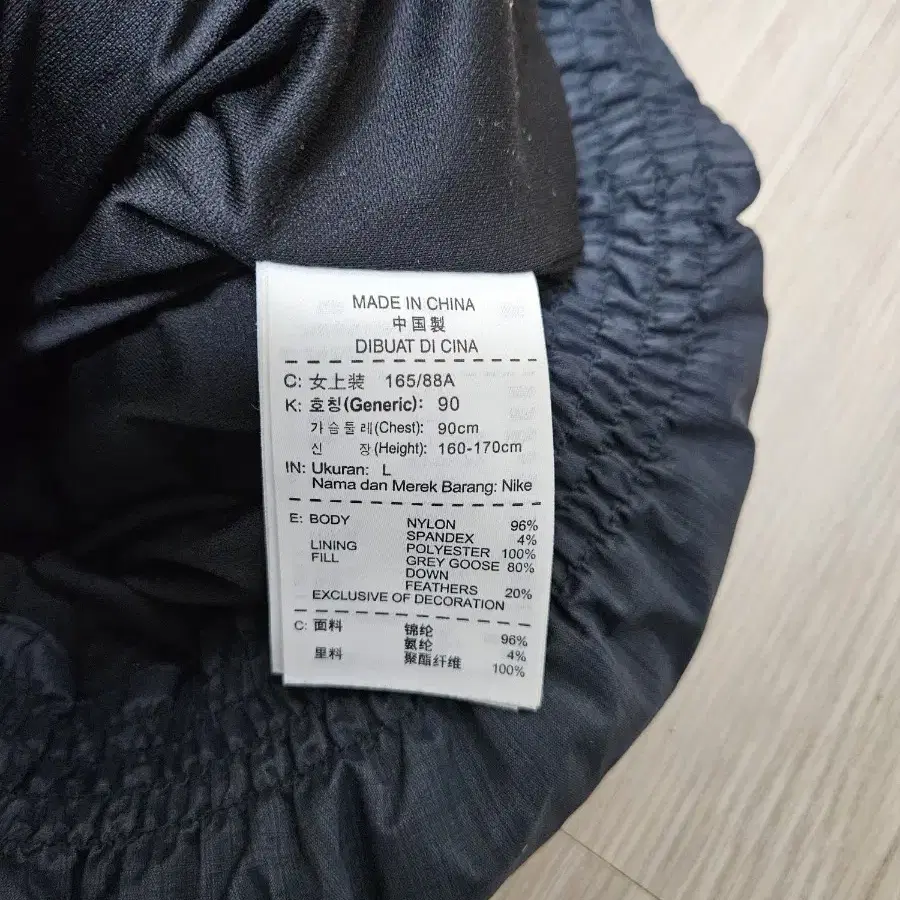 MADE IN CHINA
中国製
DIBUAT DI CINA
C: 女上装 165/88A
K: 호칭(Generic): 90
가슴둘레(Chest): 90cm
신 장(Height): 160-170cm
IN: Ukuran: L
Nama dan Merek Barang: Nike
E: BODY NYLON 96%
SPANDEX 4%
LINING POLYESTER 100%
FILL GREY GOOSE 80%
DOWN
FEATHERS 20%
EXCLUSIVE OF DECORATION
C: 面料 锦纶 96%
氨纶 4%
里料 聚酯纤维 100%